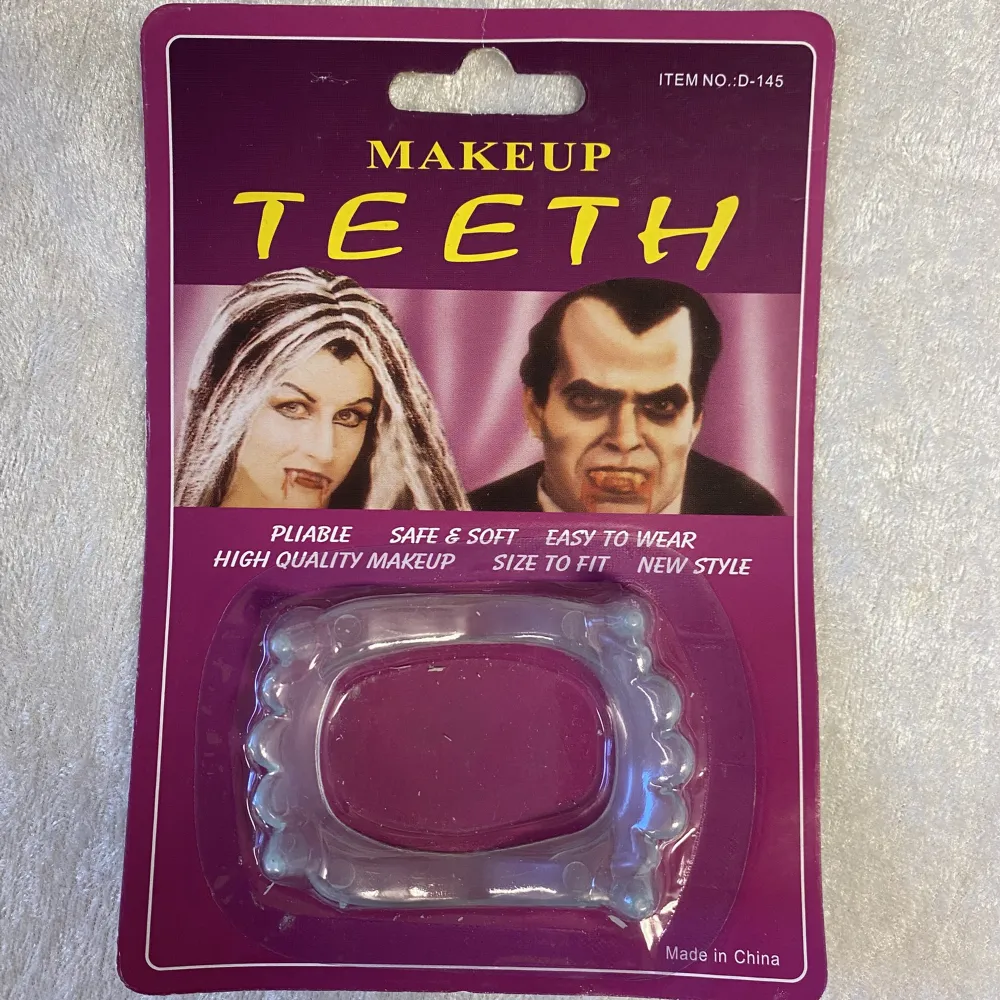 ITEM NO.:D-145
MAKEUP
TEETH
PLIABLE SAFE & SOFT EASY TO WEAR
HIGH QUALITY MAKEUP SIZE TO FIT NEW STYLE
Made in China